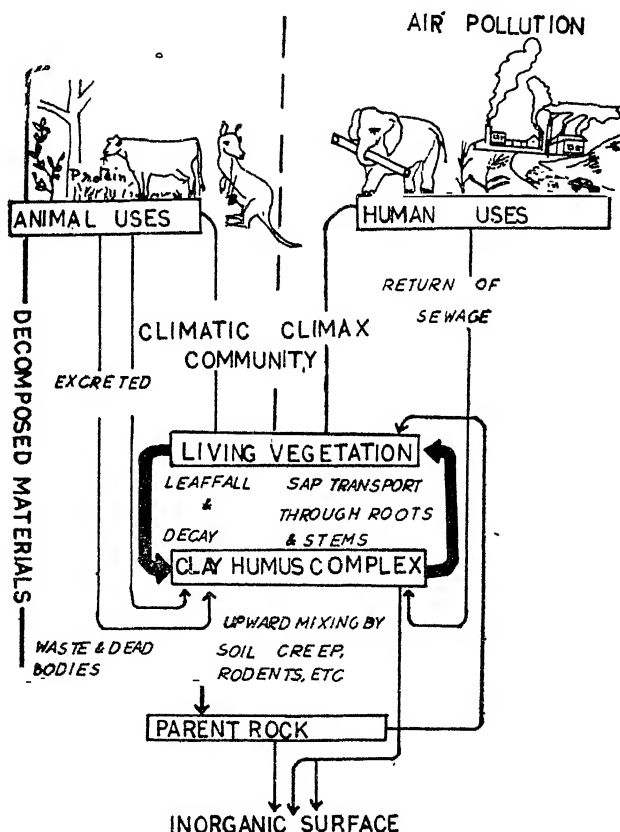 AIR POLLUTION
Protein
ANIMAL USES
HUMAN USES
RETURN OF
SEWAGE
CLIMATIC CLIMAX
COMMUNITY
EXCRETED
DECOMPOSED MATERIALS
LIVING VEGETATION
LEAFFALL
&
DECAY
SAP TRANSPORT
THROUGH ROOTS
& STEMS
CLAY HUMUS COMPLEX
WASTE & DEAD
BODIES
UPWARD MIXING BY
SOIL CREEP,
RODENTS, ETC
PARENT ROCK
INORGANIC SURFACE